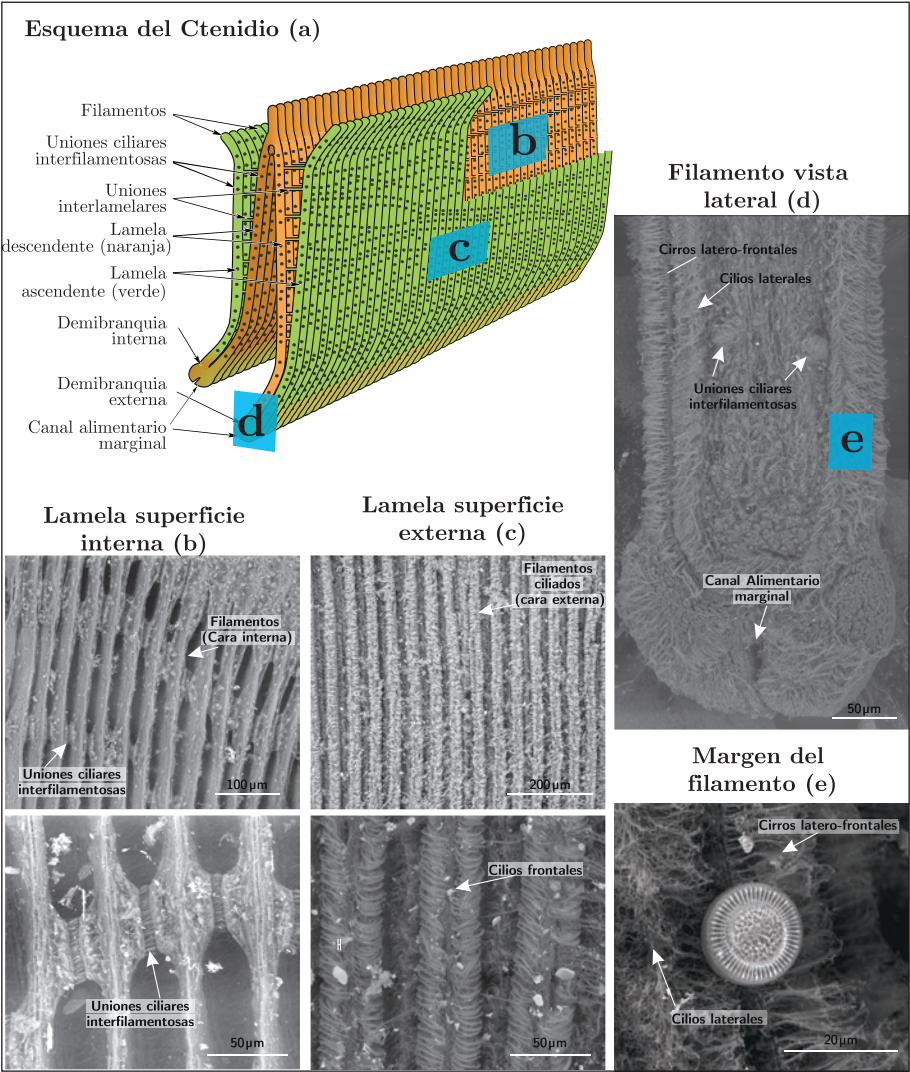 Esquema del Ctenidio (a)
Filamentos
Uniones ciliares
interfilamentosas
Uniones
interlamelares
Lamela
descendente (naranja)
Lamela
ascendente (verde)
Demibranquia
interna
Demibranquia
externa
Canal alimentario
marginal
b
c
d
Filamento vista
lateral (d)
Cirros latero-frontales
Cilios laterales
Uniones ciliares
interfilamentosas
e
Canal Alimentario
marginal
50µm
Lamela superficie
interna (b)
Filamentos
(Cara interna)
Uniones ciliares
interfilamentosas
100µm
Uniones ciliares
interfilamentosas
50µm
Lamela superficie
externa (c)
Filamentos
ciliados
(cara externa)
200µm
Cilios frontales
H
50µm
Margen del
filamento (e)
Cirros latero-frontales
Cilios laterales
20µm